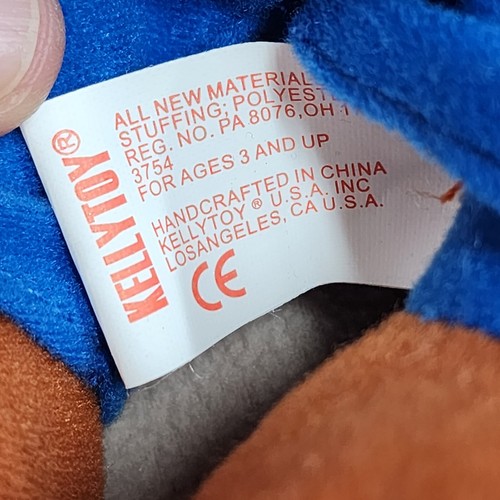 KELLYTOY®
ALL NEW MATERIAL
STUFFING; POLYEST
REG. NO. PA 8076,OH 1
3754
FOR AGES 3 AND UP
HANDCRAFTED IN CHINA
KELLYTOY ® U.S.A. INC
LOSANGELES, CA U.S.A.
CE